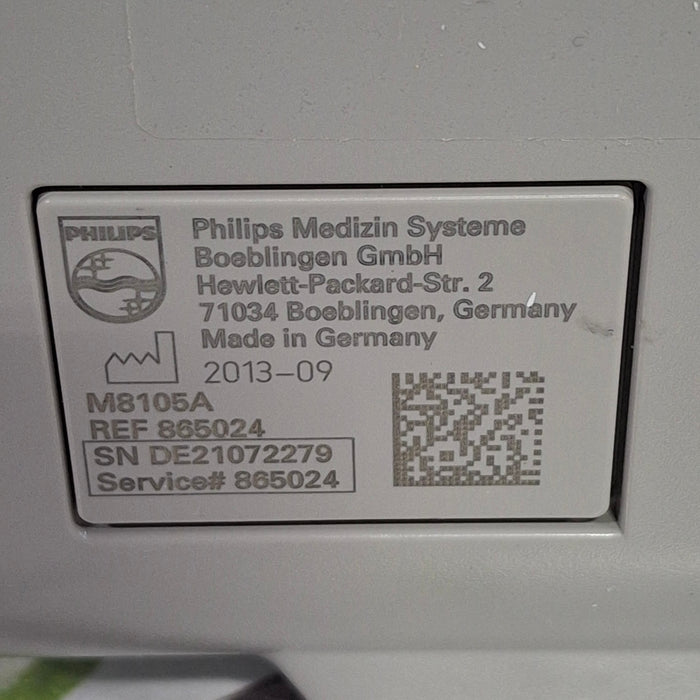 PHILIPS
Philips Medizin Systeme
Boeblingen GmbH
Hewlett-Packard-Str. 2
71034 Boeblingen, Germany
Made in Germany
2013-09
M8105A
REF 865024
SN DE21072279
Service# 865024